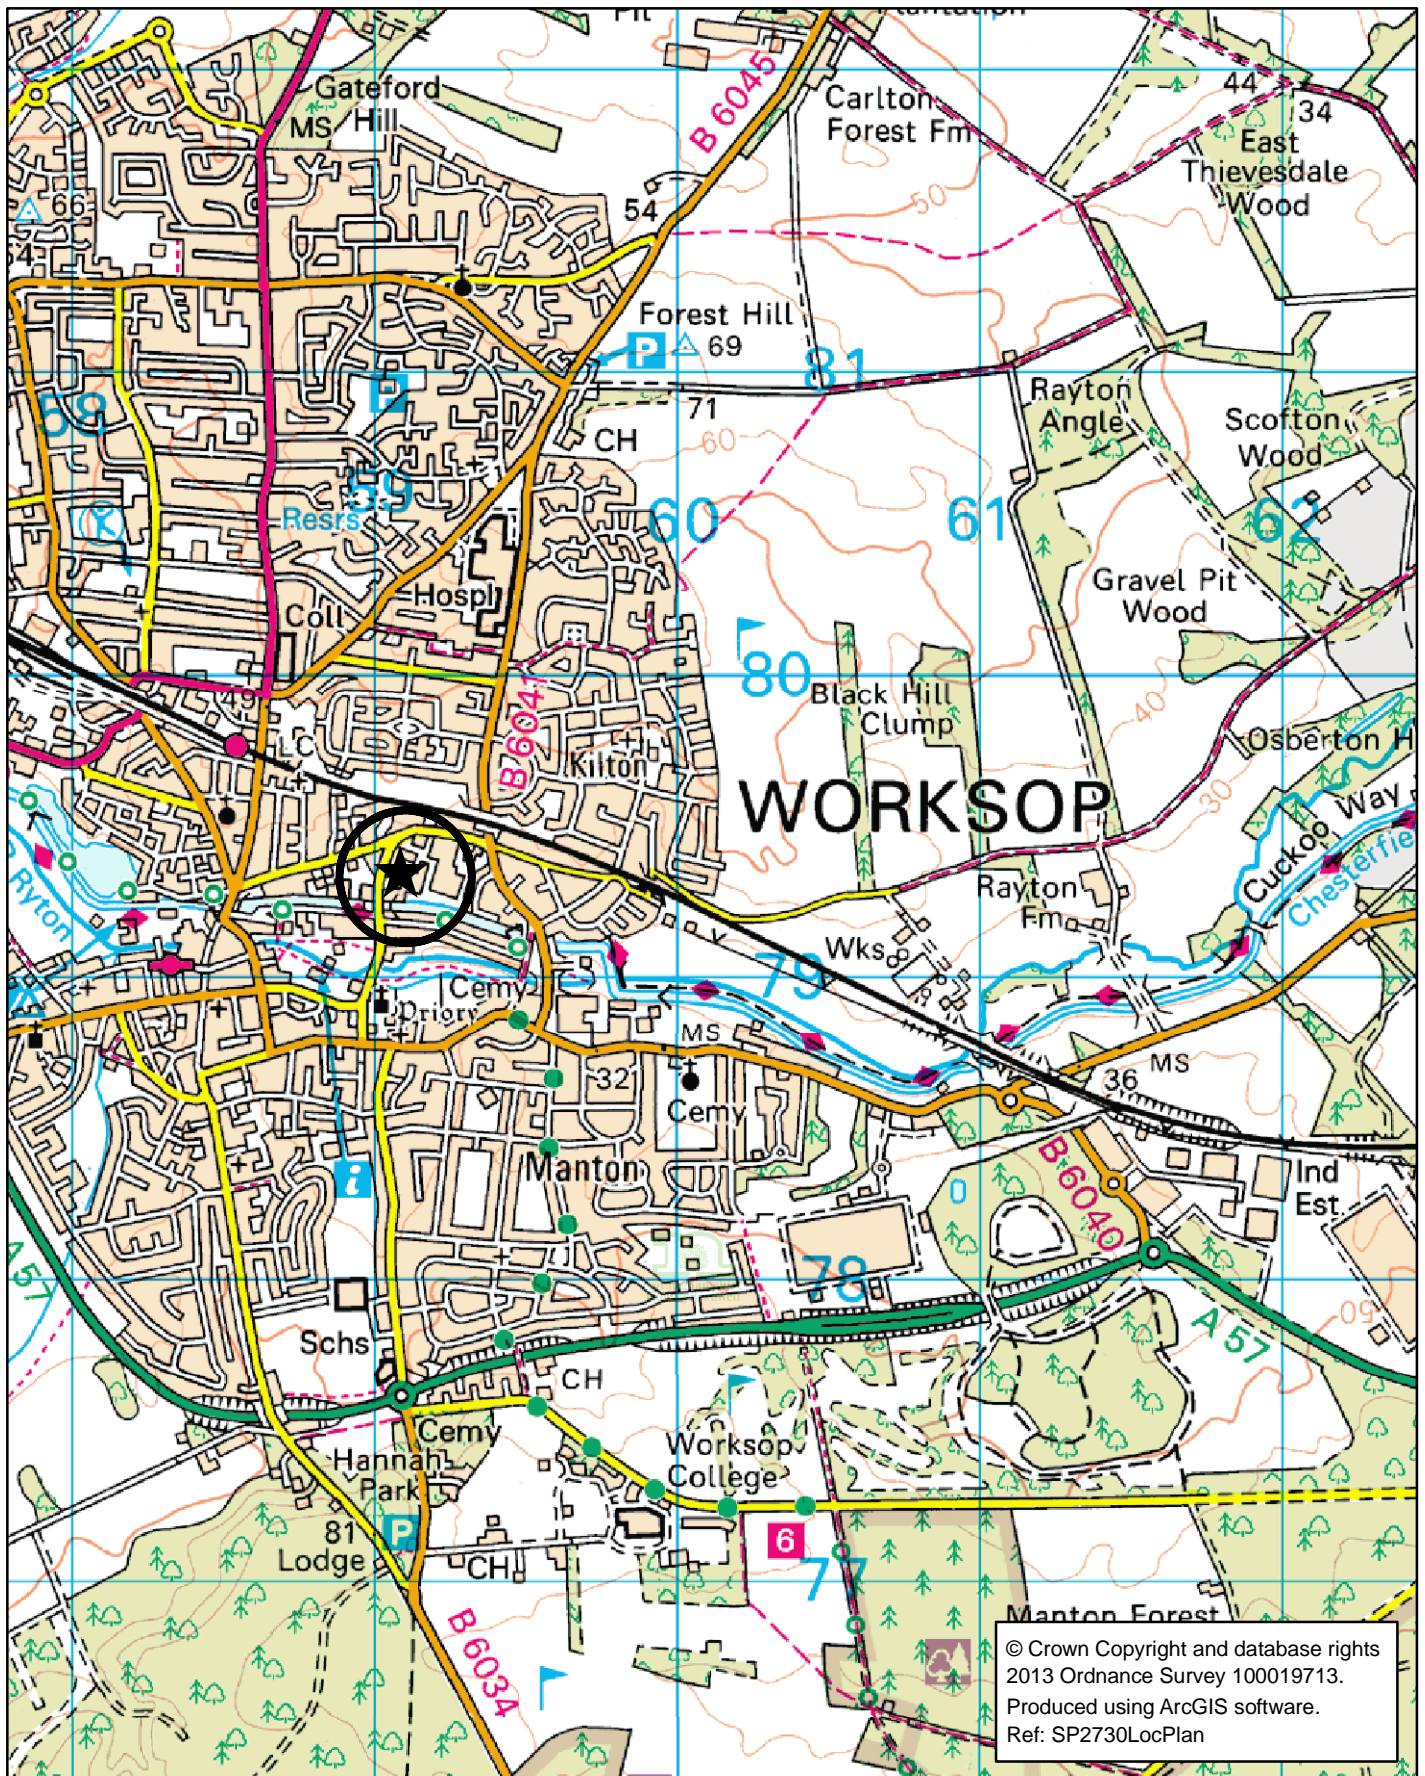 Gateford
Hill
MS
B 6045
Carlton
Forest Fm
44
34
East
Thievesdale
Wood
66
54
50
Forest Hill
P
69
81
71
60
CH
58
P
59
Resrs
Rayton
Angle
Scofton
Wood
60
61
62
Coll
Hospl
Gravel Pit
Wood
80
Black Hill
Clump
40
49
LC
B 6041
Kilton
Osberton H
WORKSOP
30
Cuckoo Way
Chesterfie
Ryton
Rayton
Fm
Wks
79
Cemy
Priory
MS
MS
32
36
Cemy
Manton
i
B 6040
Ind
Est
0
A 57
78
A 57
50
Schs
CH
Cemy
Hannah
Park
Worksop
College
81
Lodge
P
CH
6
77
B 6034
Manton Forest
© Crown Copyright and database rights
2013 Ordnance Survey 100019713.
Produced using ArcGIS software.
Ref: SP2730LocPlan